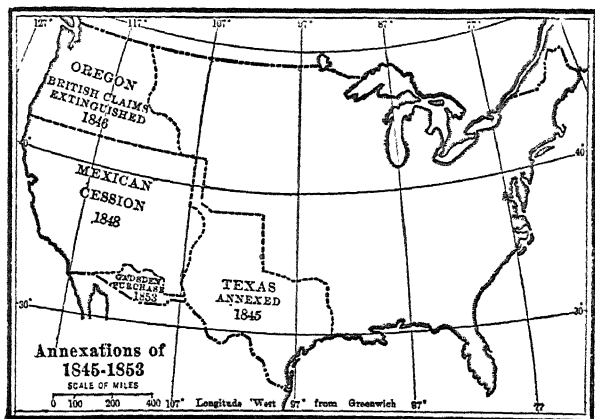 127°
117°
107°
97°
87°
77°
OREGON
BRITISH CLAIMS
EXTINGUISHED
1846
40
40
MEXICAN
CESSION
1848
GADSDEN
PURCHASE
1853
TEXAS
ANNEXED
1845
30°
30°
Annexations of
1845-1853
SCALE OF MILES
0 100 200 400
107° Longitude West 97° from Greenwich 87° 77